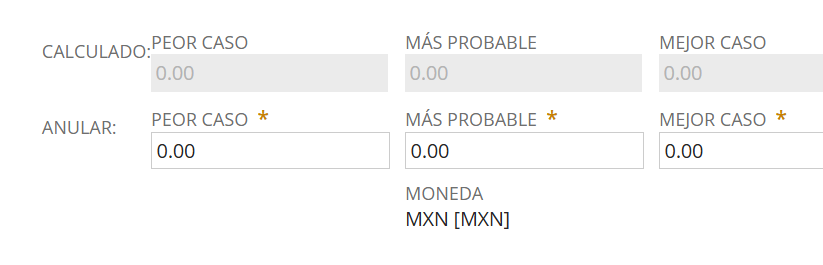 CALCULADO: PEOR CASO MÁS PROBABLE MEJOR CASO
0.00 0.00 0.00
ANULAR: PEOR CASO * MÁS PROBABLE * MEJOR CASO *
0.00 0.00 0.00
MONEDA
MXN [MXN]